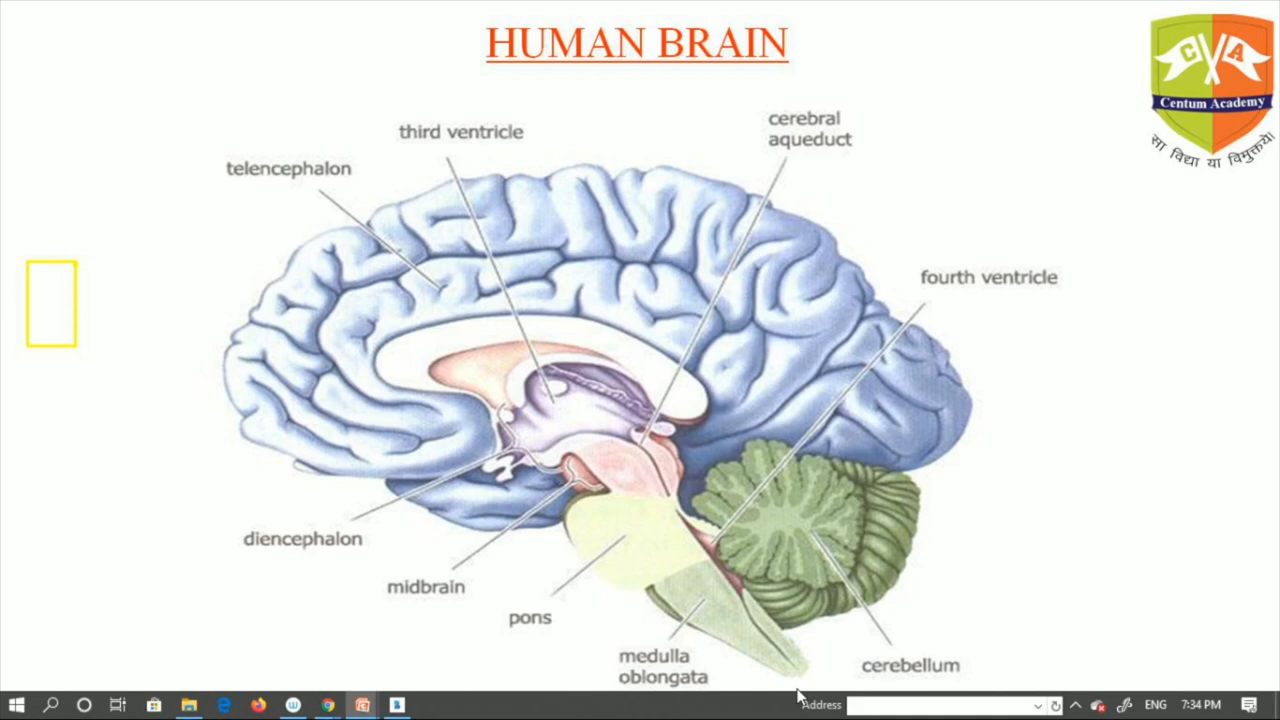 HUMAN BRAIN
C A
Centum Academy
सा विद्या या विमुक्तये।
third ventricle
cerebral
aqueduct
telencephalon
fourth ventricle
diencephalon
midbrain
pons
medulla
oblongata
cerebellum
Address
ENG
7:34 PM